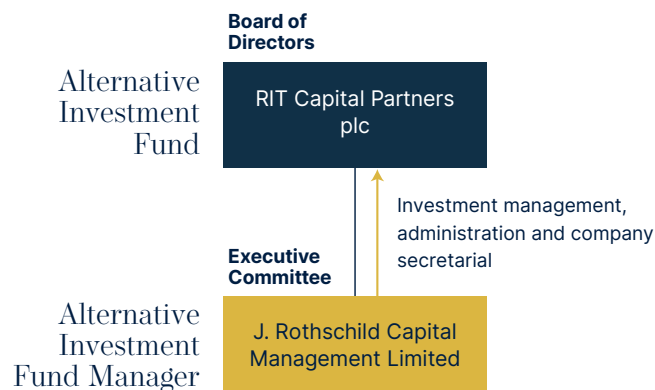 Board of
Directors
Alternative
Investment
Fund
RIT Capital Partners
plc
Investment management,
administration and company
secretarial
Executive
Committee
Alternative
Investment
Fund Manager
J. Rothschild Capital
Management Limited